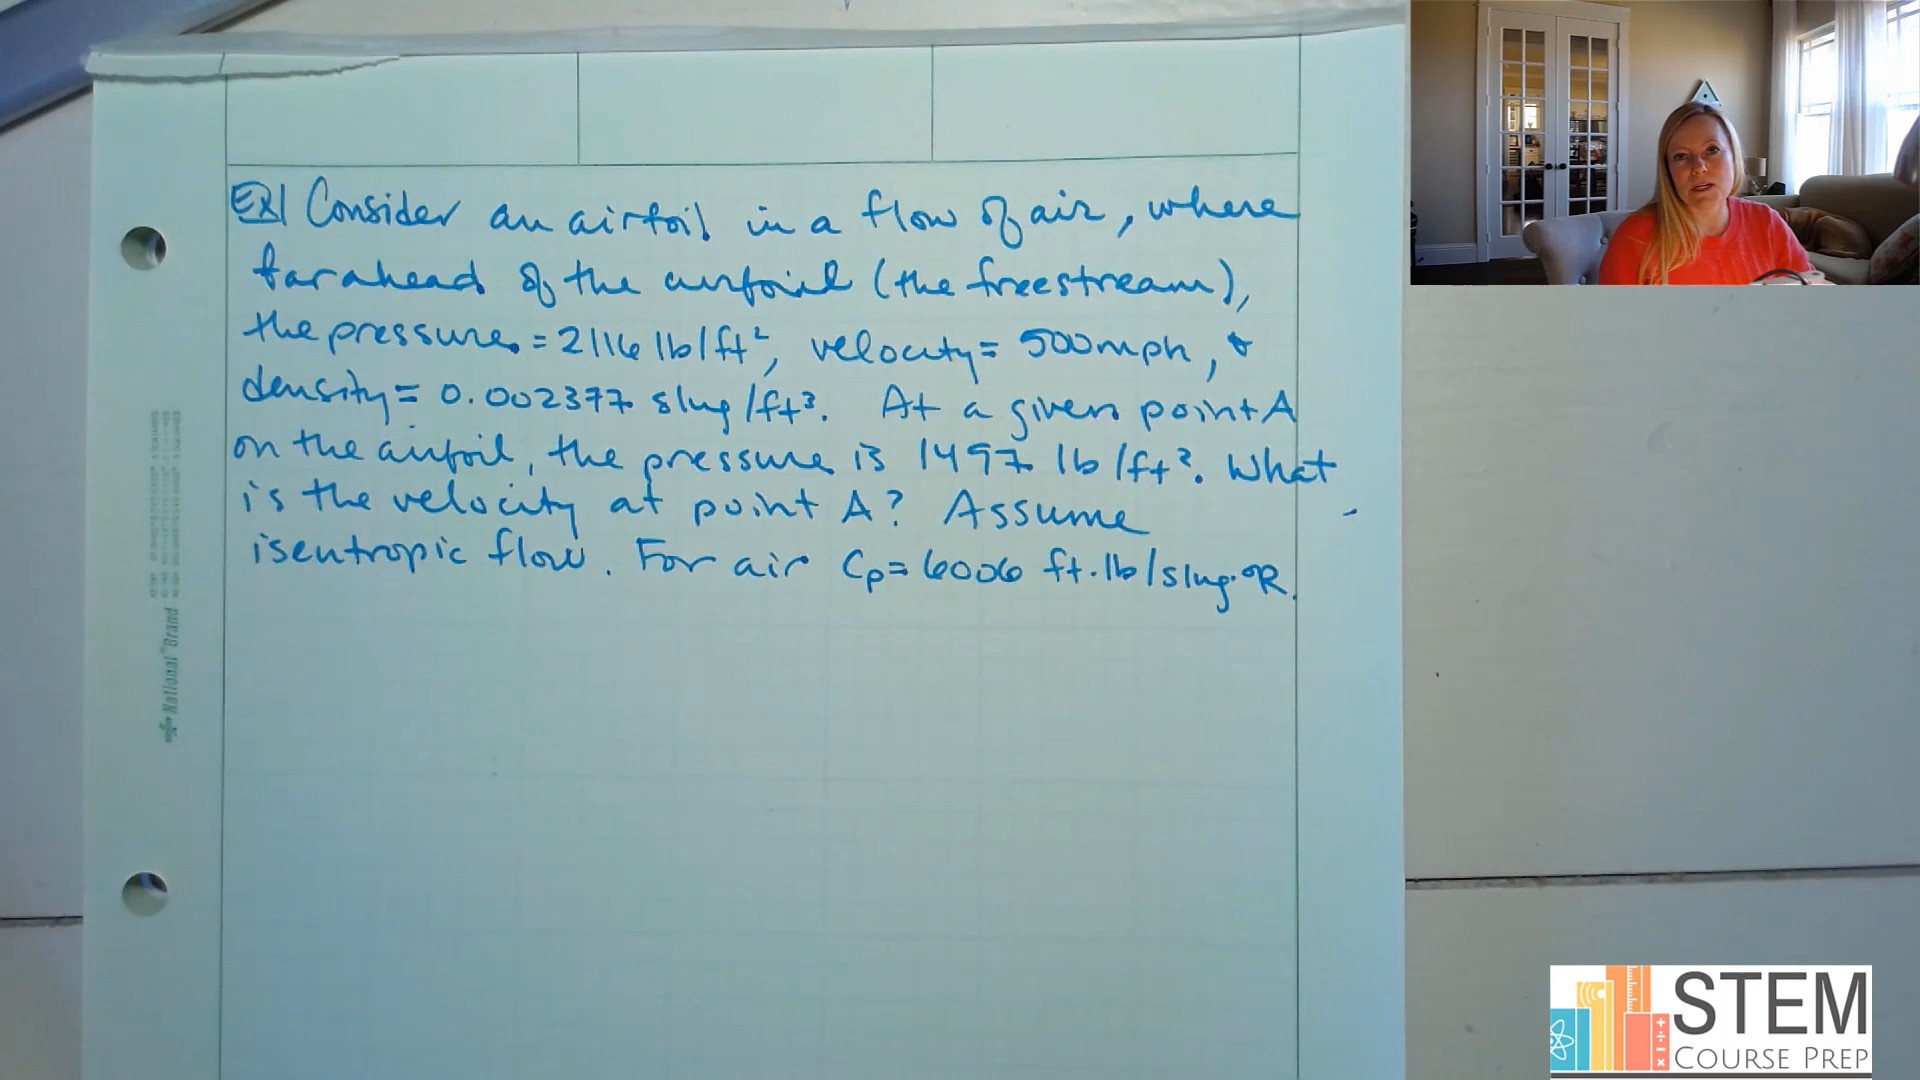 EX1 Consider an airfoil in a flow of air, where
far ahead of the airfoil (the freestream),
the pressure = 2116 lb/ft², velocity = 500mph, &
density = 0.002377 slug/ft³. At a given point A
on the airfoil, the pressure is 1497 lb/ft². What
is the velocity at point A? Assume
isentropic flow. For air Cp = 6006 ft·lb/slug·°R.
National Brand
STEM
COURSE PREP